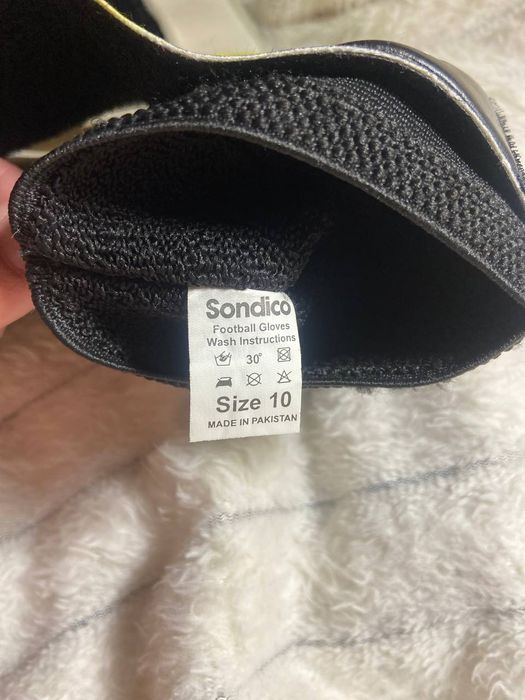 Sondico
Football Gloves
Wash Instructions
30°
Size 10
MADE IN PAKISTAN